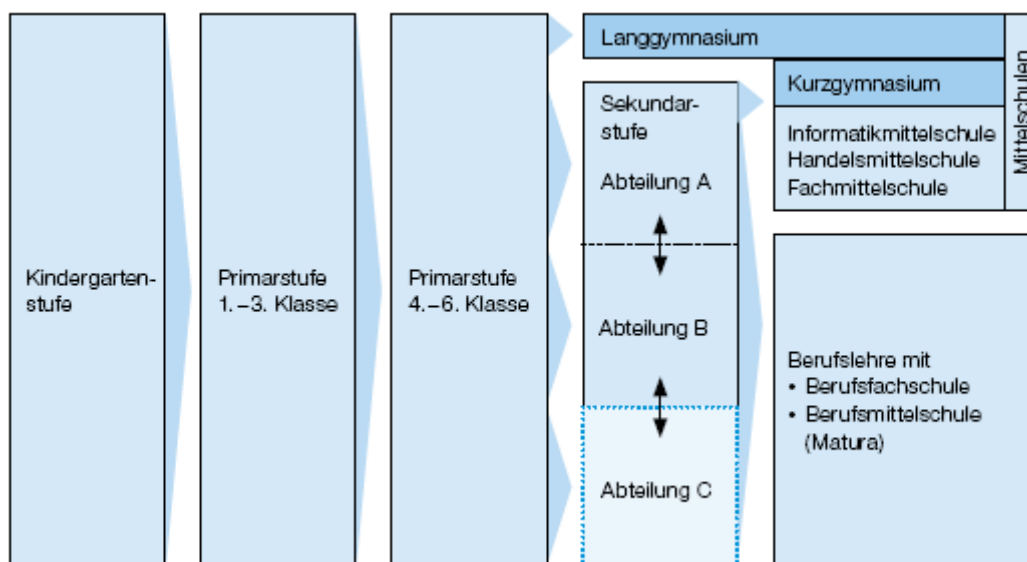 Kindergarten-
stufe
Primarstufe
1.–3. Klasse
Primarstufe
4.–6. Klasse
Langgymnasium
Sekundar-
stufe
Abteilung A
Abteilung B
Abteilung C
Kurzgymnasium
Informatikmittelschule
Handelsmittelschule
Fachmittelschule
Mittelschulen
Berufslehre mit
• Berufsfachschule
• Berufsmittelschule
(Matura)